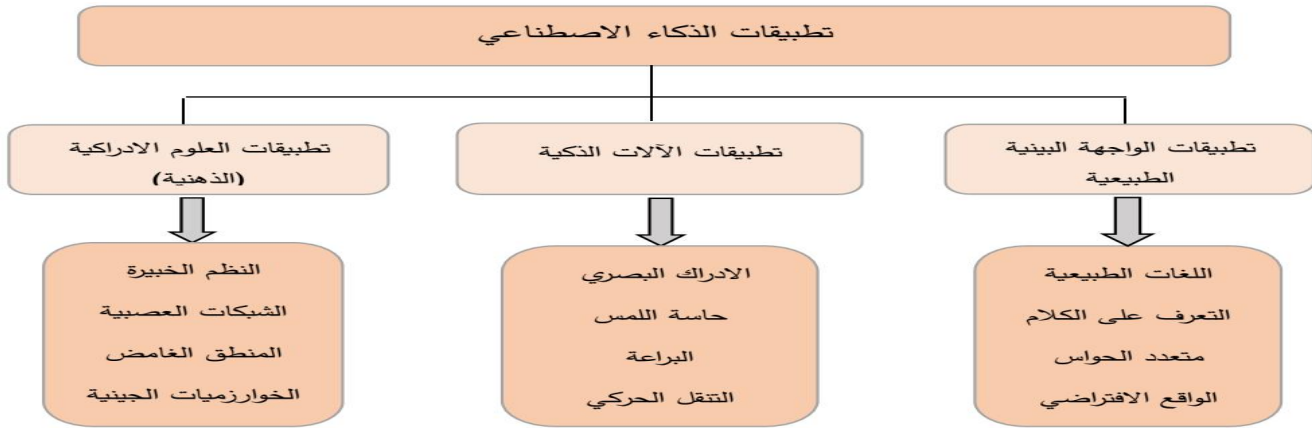 تطبيقات الذكاء الاصطناعي
تطبيقات الواجهة البينية
الطبيعية
تطبيقات الآلات الذكية
تطبيقات العلوم الادراكية
(الذهنية)
اللغات الطبيعية
التعرف على الكلام
متعدد الحواس
الواقع الافتراضي
الادراك البصري
حاسة اللمس
البراعة
التنقل الحركي
النظم الخبيرة
الشبكات العصبية
المنطق الغامض
الخوارزميات الجينية